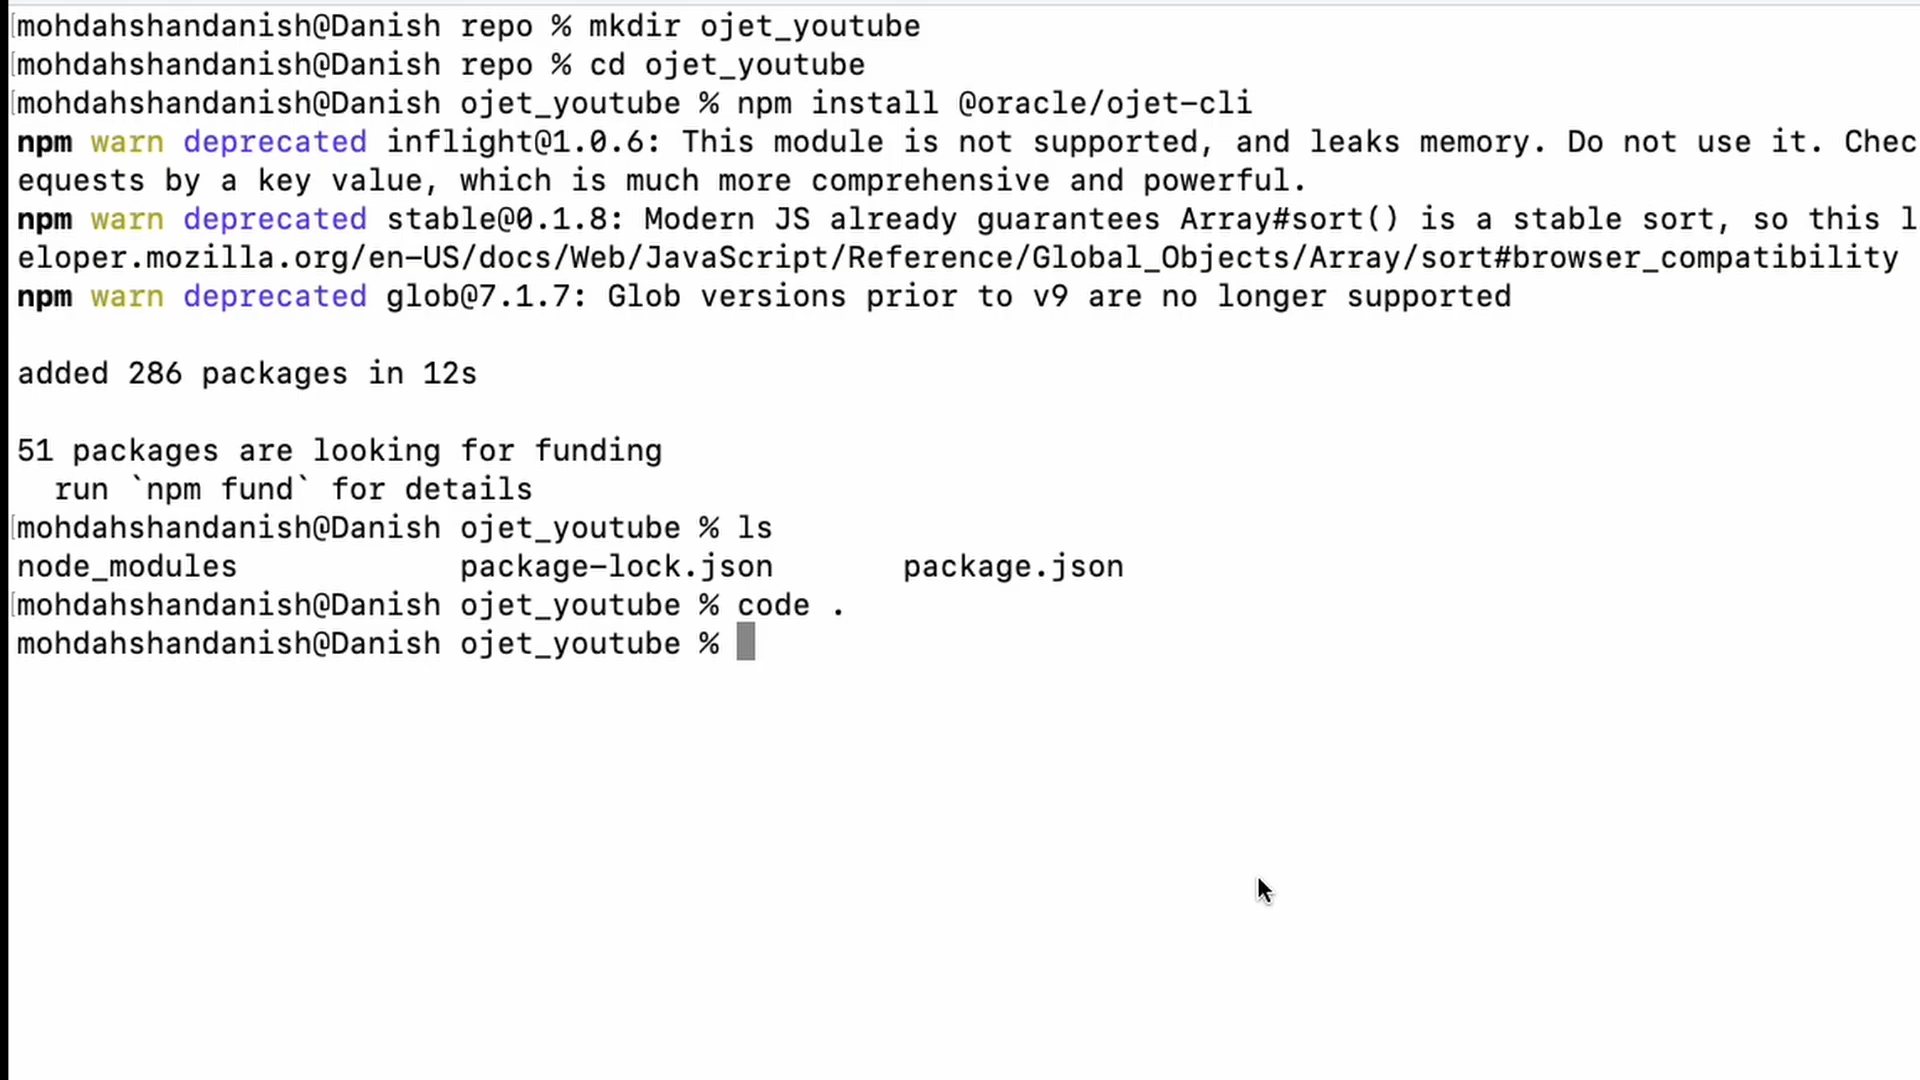 mohdahshandanish@Danish repo % mkdir ojet_youtube
mohdahshandanish@Danish repo % cd ojet_youtube
mohdahshandanish@Danish ojet_youtube % npm install @oracle/ojet-cli
npm warn deprecated inflight@1.0.6: This module is not supported, and leaks memory. Do not use it. Chec
equests by a key value, which is much more comprehensive and powerful.
npm warn deprecated stable@0.1.8: Modern JS already guarantees Array#sort() is a stable sort, so this l
eloper.mozilla.org/en-US/docs/Web/JavaScript/Reference/Global_Objects/Array/sort#browser_compatibility
npm warn deprecated glob@7.1.7: Glob versions prior to v9 are no longer supported
added 286 packages in 12s
51 packages are looking for funding
run `npm fund` for details
mohdahshandanish@Danish ojet_youtube % ls
node_modules package-lock.json package.json
mohdahshandanish@Danish ojet_youtube % code .
mohdahshandanish@Danish ojet_youtube %